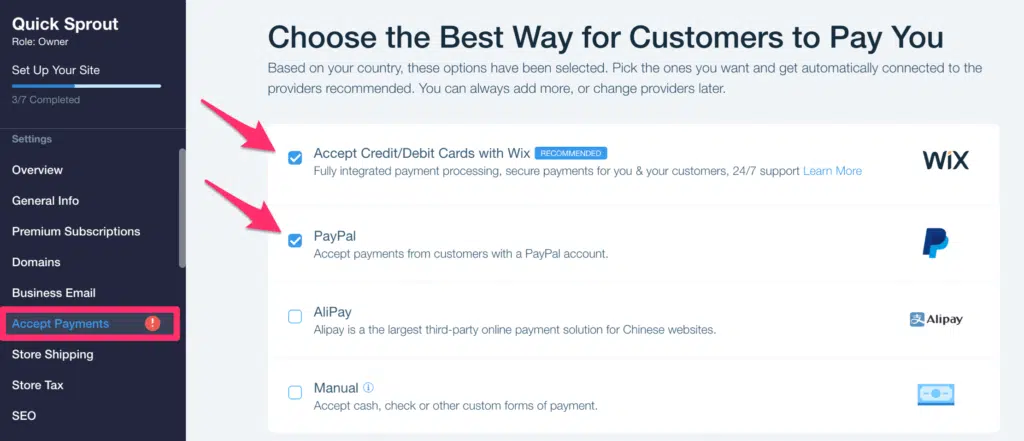 Quick Sprout
Role: Owner
Set Up Your Site
3/7 Completed
Settings
Overview
General Info
Premium Subscriptions
Domains
Business Email
Accept Payments
Store Shipping
Store Tax
SEO
Choose the Best Way for Customers to Pay You
Based on your country, these options have been selected. Pick the ones you want and get automatically connected to the
providers recommended. You can always add more, or change providers later.
Accept Credit/Debit Cards with Wix RECOMMENDED
Fully integrated payment processing, secure payments for you & your customers, 24/7 support Learn More
WiX
PayPal
Accept payments from customers with a PayPal account.
AliPay
Alipay is a the largest third-party online payment solution for Chinese websites.
支 Alipay
Manual
Accept cash, check or other custom forms of payment.